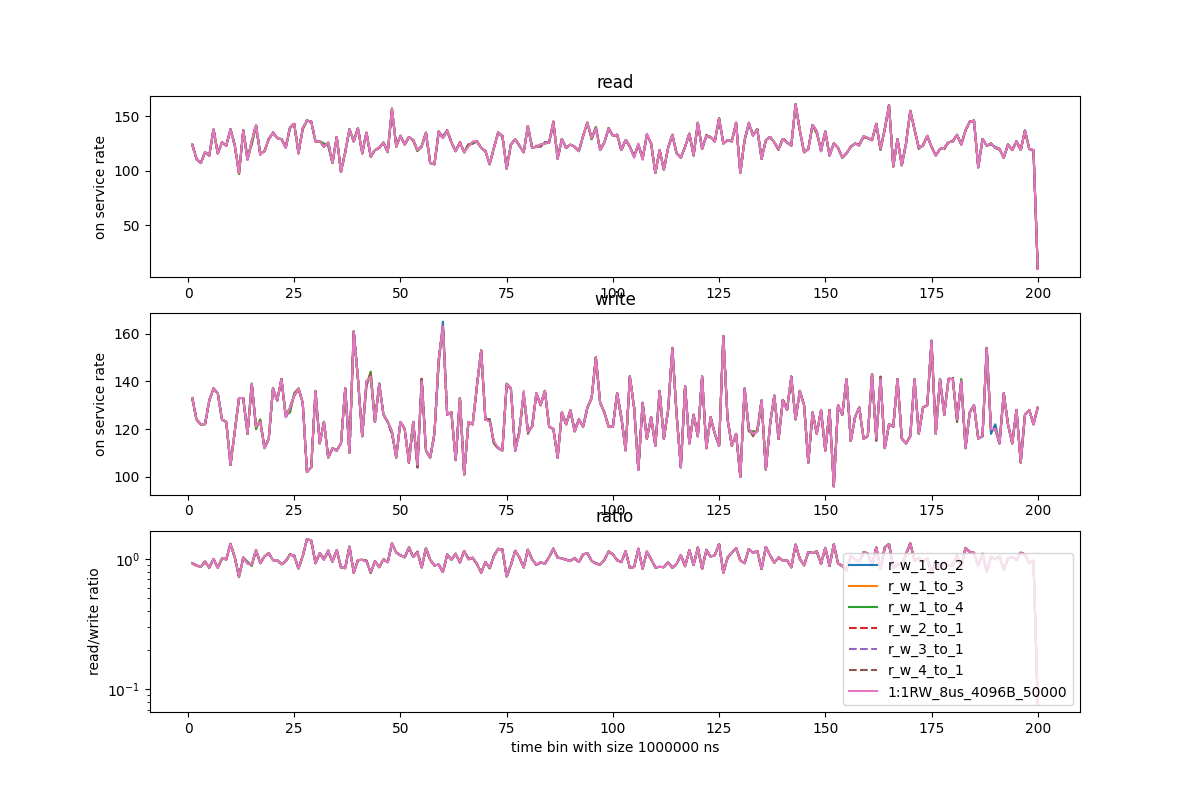 read
on service rate
150
100
50
0 25 50 75 100 125 150 175 200
write
on service rate
160
140
120
100
0 25 50 75 100 125 150 175 200
ratio
read/write ratio
10⁰
10⁻¹
r_w_1_to_2
r_w_1_to_3
r_w_1_to_4
r_w_2_to_1
r_w_3_to_1
r_w_4_to_1
1:1RW_8us_4096B_50000
0 25 50 75 100 125 150 175 200
time bin with size 1000000 ns